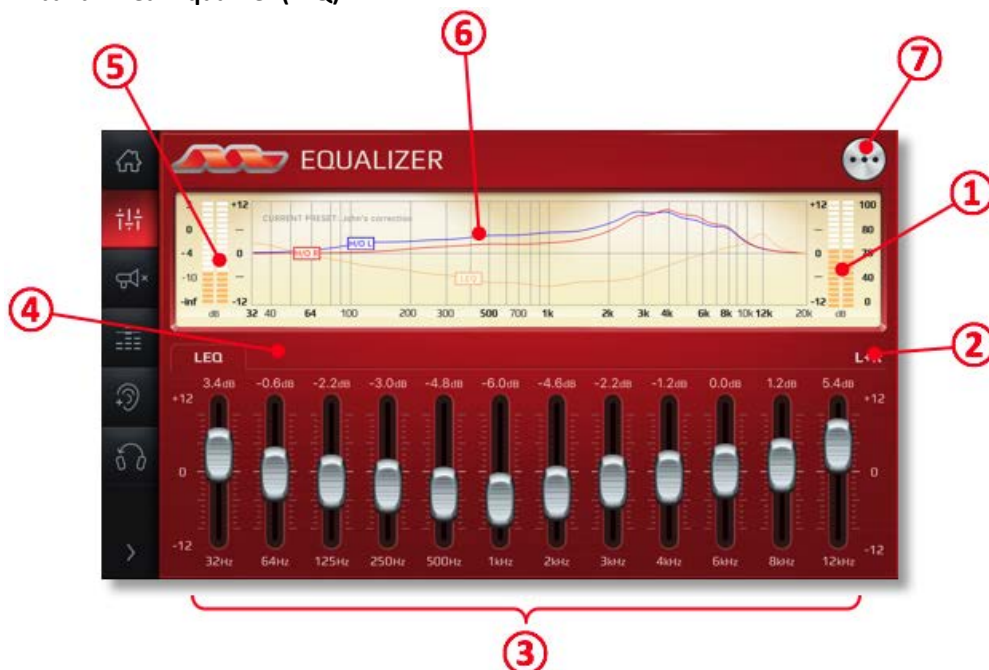 6
7
5
EQUALIZER
+12 +12 100
CURRENT PRESET: John's correction
1
0 80
H/Q L
-4 0 H/Q R 0
-10 LEQ 40
-inf -12 -12 0
dB 32 40 64 100 200 300 500 700 1k 2k 3k 4k 6k 8k 10k 12k 20k dB
4
2
LEQ
3.4dB -0.6dB -2.2dB -3.0dB -4.8dB -6.0dB -4.6dB -2.2dB -1.2dB 0.0dB 1.2dB 5.4dB
+12 +12
0 0
-12 -12
32Hz 64Hz 125Hz 250Hz 500Hz 1kHz 2kHz 3kHz 4kHz 6kHz 8kHz 12kHz
3